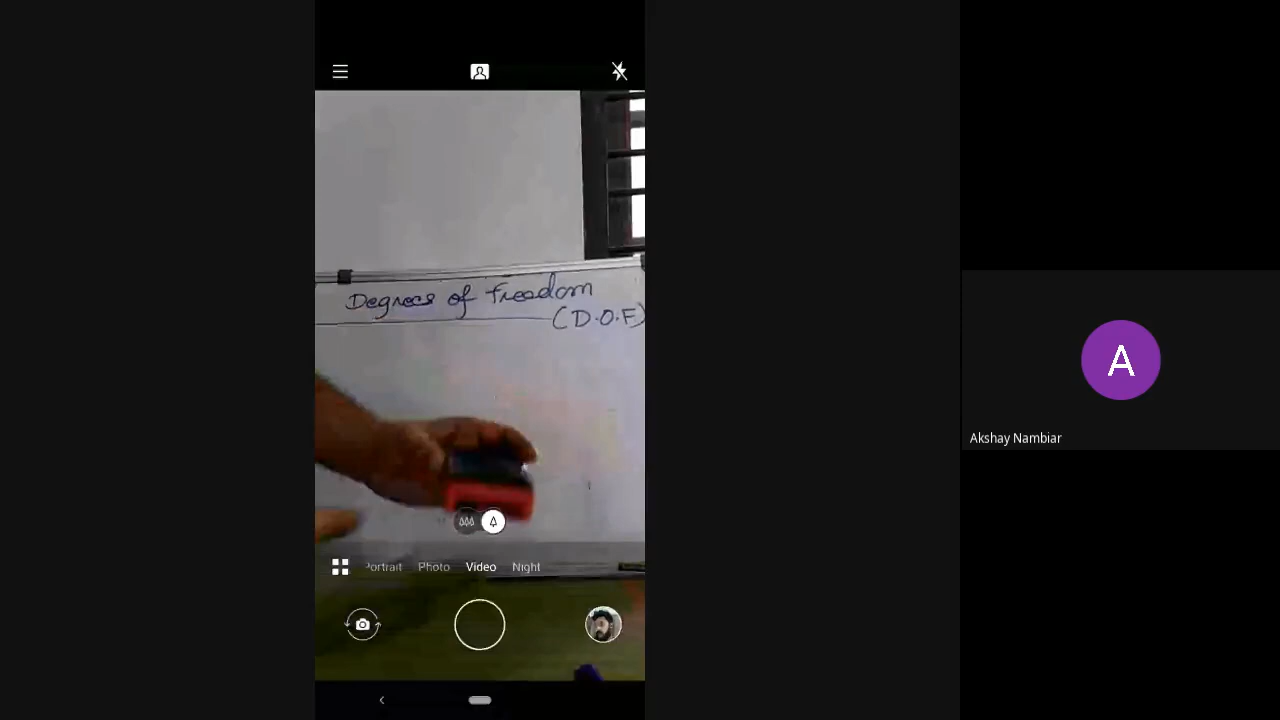 Degrees of freedom
(D.O.F)
Portrait Photo Video Night
A
Akshay Nambiar